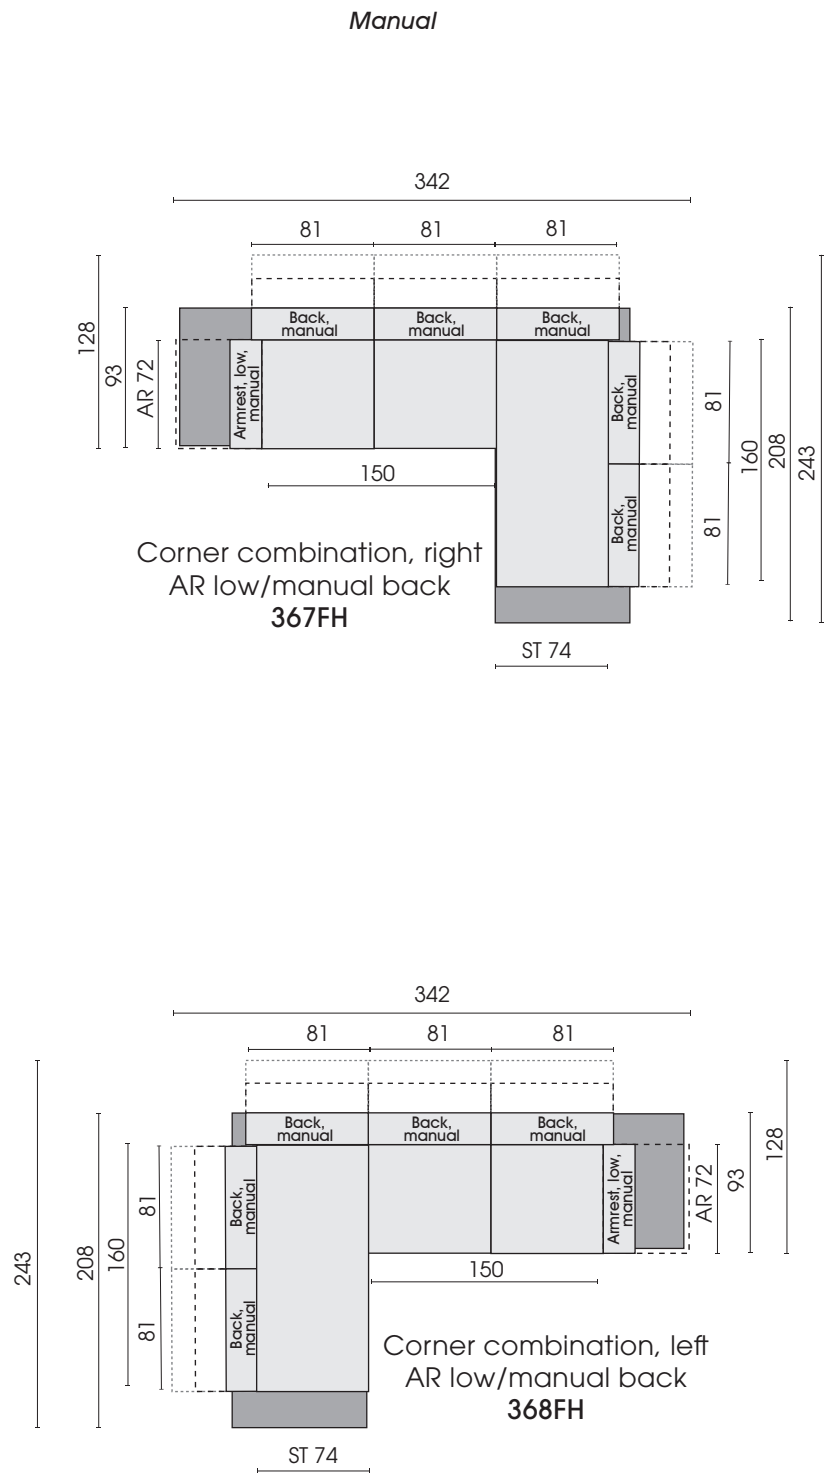 Manual
342
81 81 81
Back,
manual
Back,
manual
Back,
manual
128
93
AR 72
Armrest, low,
manual
Back,
manual
Back,
manual
81
81
160
208
243
150
Corner combination, right
AR low/manual back
367FH
ST 74
342
81 81 81
Back,
manual
Back,
manual
Back,
manual
243
208
160
81
81
Back,
manual
Back,
manual
Armrest, low,
manual
AR 72
93
128
150
Corner combination, left
AR low/manual back
368FH
ST 74